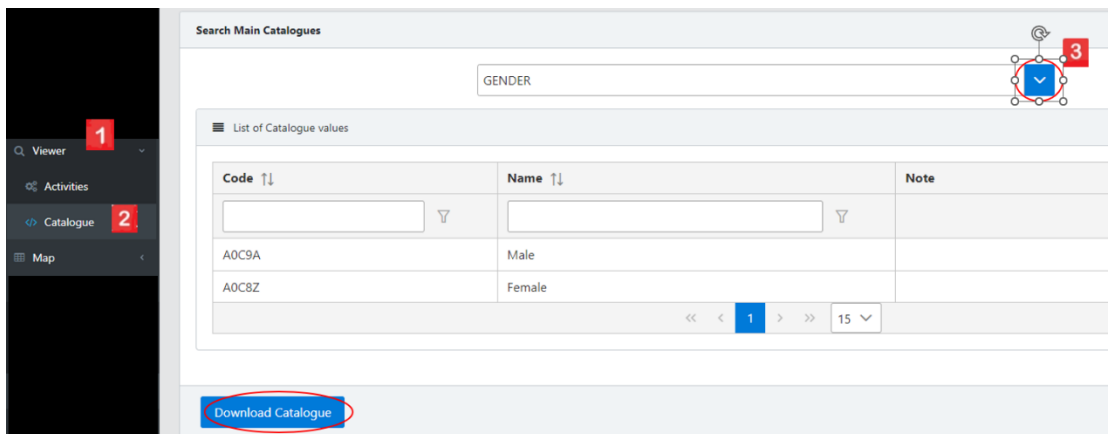 Search Main Catalogues
3
GENDER
1
List of Catalogue values
Viewer
Code Name Note
Activities
Catalogue 2
A0C9A Male
Map
A0C8Z Female
« < 1 > » 15
Download Catalogue